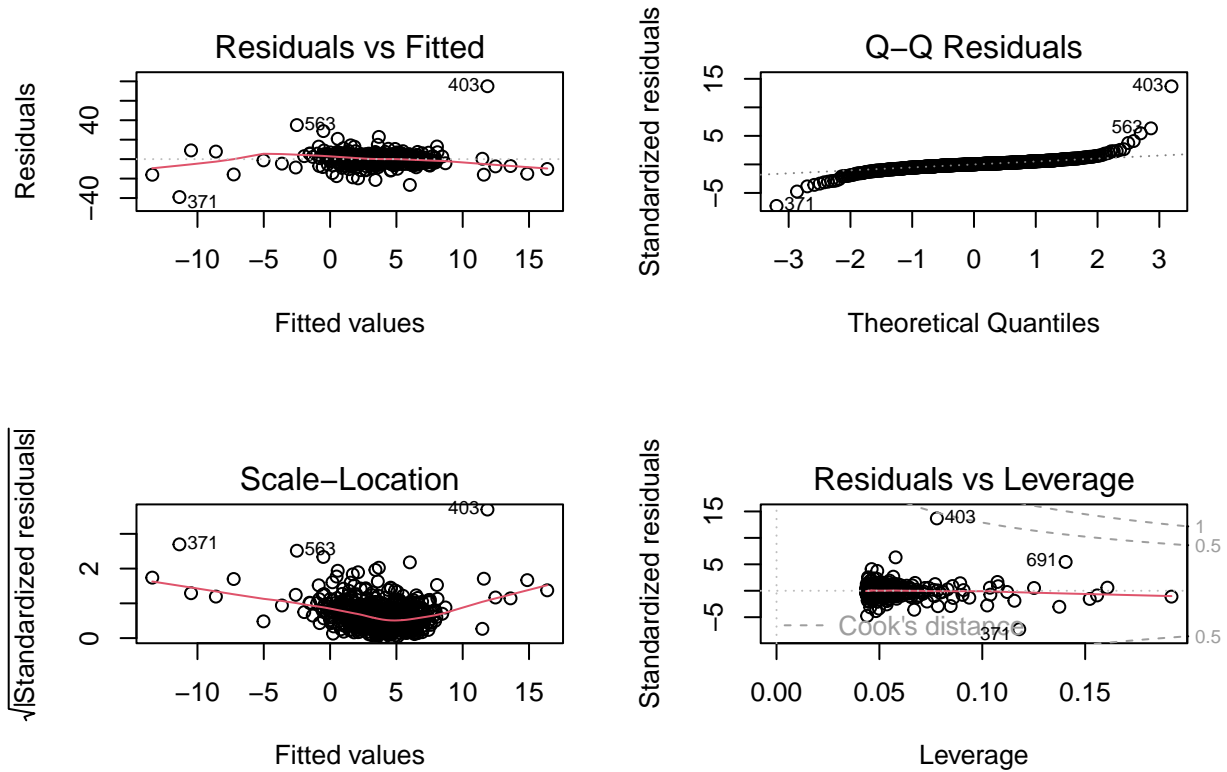 Residuals vs Fitted
Residuals
−40
40
403
563
371
−10 −5 0 5 10 15
Fitted values
Q−Q Residuals
Standardized residuals
−5
5
15
403
563
371
−3 −2 −1 0 1 2 3
Theoretical Quantiles
Scale−Location
√|Standardized residuals|
0
2
403
371
563
−10 −5 0 5 10 15
Fitted values
Residuals vs Leverage
Standardized residuals
−5
5
15
403
691
371
Cook's distance
1
0.5
0.5
0.00 0.05 0.10 0.15
Leverage